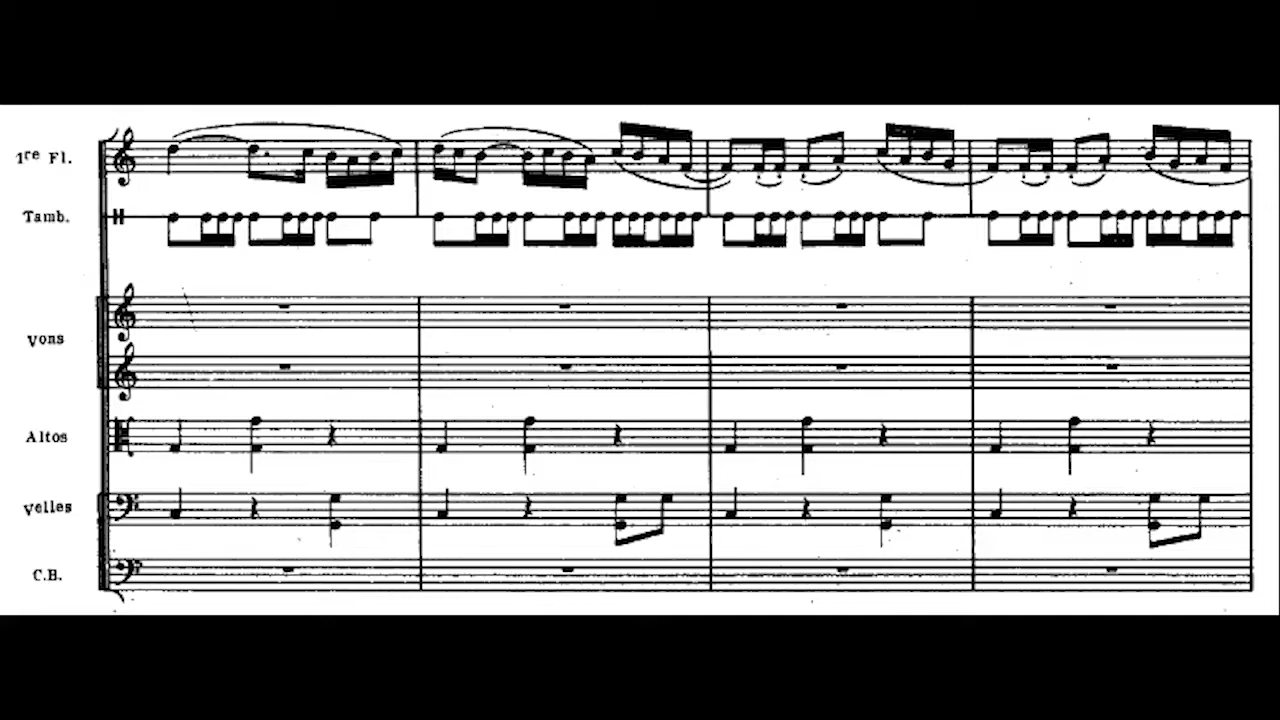 1re Fl.
Tamb.
Vons
Altos
Velles
C.B.